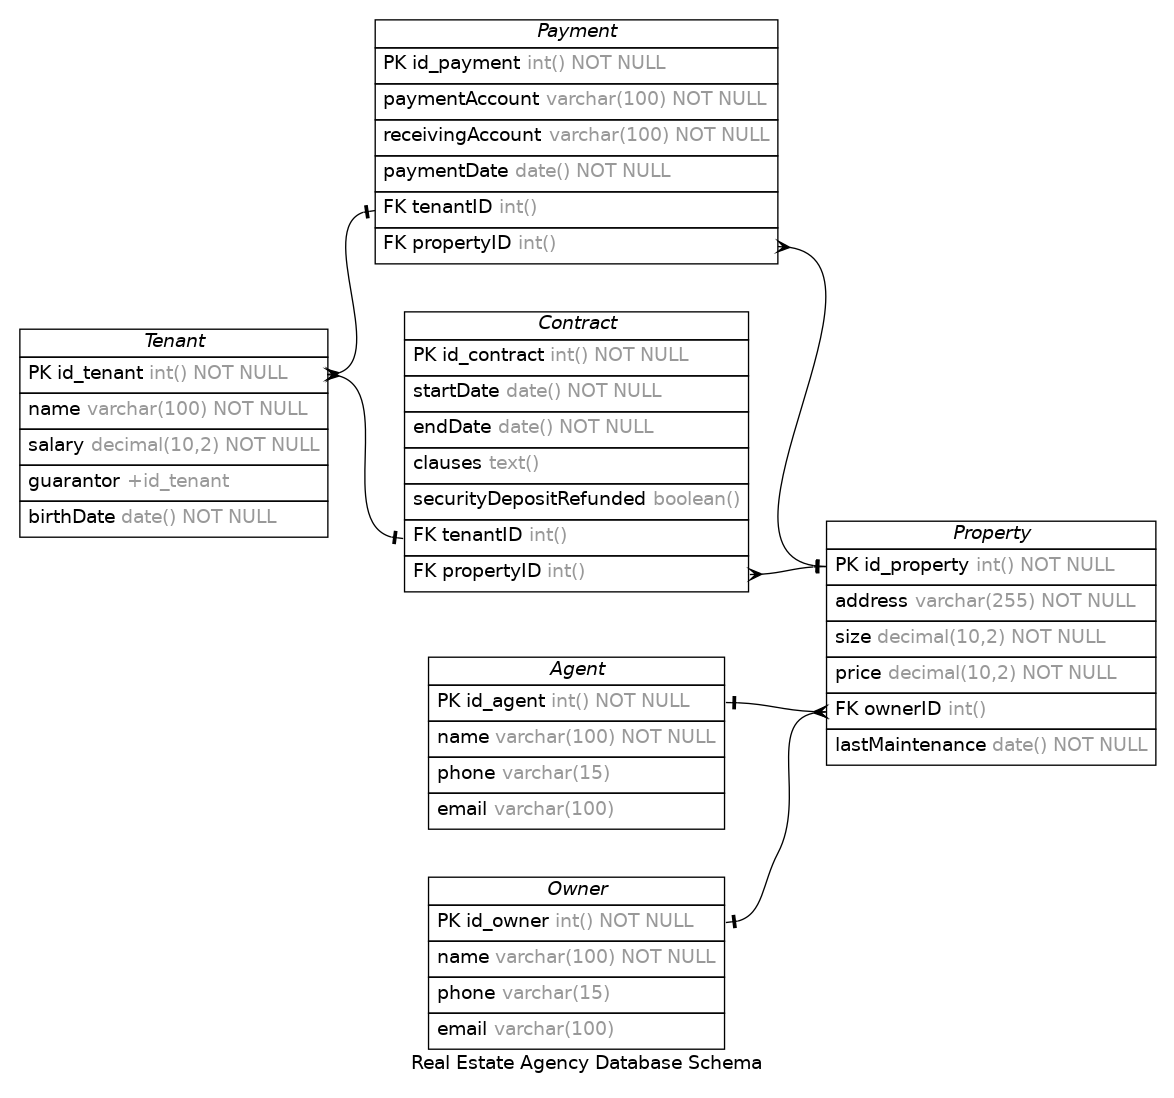 Payment
PK id_payment int() NOT NULL
paymentAccount varchar(100) NOT NULL
receivingAccount varchar(100) NOT NULL
paymentDate date() NOT NULL
FK tenantID int()
FK propertyID int()
Tenant
PK id_tenant int() NOT NULL
name varchar(100) NOT NULL
salary decimal(10,2) NOT NULL
guarantor +id_tenant
birthDate date() NOT NULL
Contract
PK id_contract int() NOT NULL
startDate date() NOT NULL
endDate date() NOT NULL
clauses text()
securityDepositRefunded boolean()
FK tenantID int()
FK propertyID int()
Property
PK id_property int() NOT NULL
address varchar(255) NOT NULL
size decimal(10,2) NOT NULL
price decimal(10,2) NOT NULL
FK ownerID int()
lastMaintenance date() NOT NULL
Agent
PK id_agent int() NOT NULL
name varchar(100) NOT NULL
phone varchar(15)
email varchar(100)
Owner
PK id_owner int() NOT NULL
name varchar(100) NOT NULL
phone varchar(15)
email varchar(100)
Real Estate Agency Database Schema